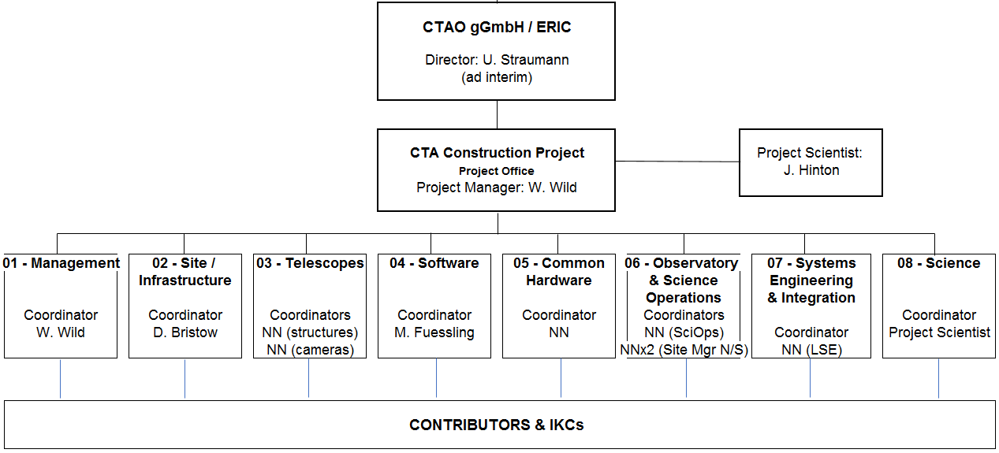 CTAO gGmbH / ERIC
Director: U. Straumann
(ad interim)
CTA Construction Project
Project Office
Project Manager: W. Wild
Project Scientist:
J. Hinton
01 - Management
Coordinator
W. Wild
02 - Site /
Infrastructure
Coordinator
D. Bristow
03 - Telescopes
Coordinators
NN (structures)
NN (cameras)
04 - Software
Coordinator
M. Fuessling
05 - Common
Hardware
Coordinator
NN
06 - Observatory
& Science
Operations
Coordinators
NN (SciOps)
NNx2 (Site Mgr N/S)
07 - Systems
Engineering
& Integration
Coordinator
NN (LSE)
08 - Science
Coordinator
Project Scientist
CONTRIBUTORS & IKCs